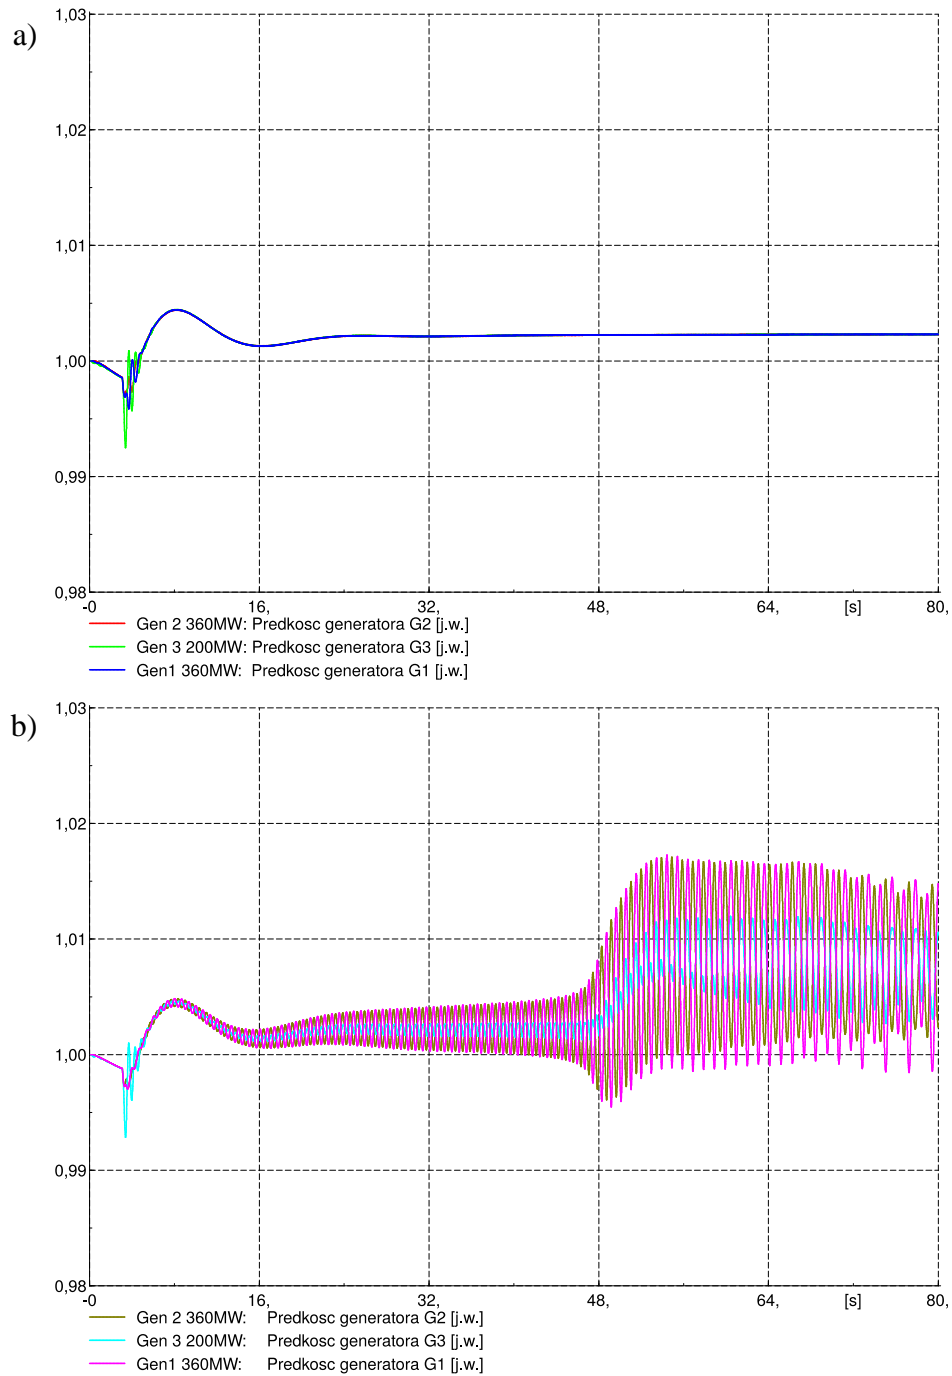 a)
1,03
1,02
1,01
1,00
0,99
0,98
-0 16, 32, 48, 64, [s] 80,
Gen 2 360MW: Predkosc generatora G2 [j.w.]
Gen 3 200MW: Predkosc generatora G3 [j.w.]
Gen1 360MW: Predkosc generatora G1 [j.w.]
b)
1,03
1,02
1,01
1,00
0,99
0,98
-0 16, 32, 48, 64, [s] 80,
Gen 2 360MW: Predkosc generatora G2 [j.w.]
Gen 3 200MW: Predkosc generatora G3 [j.w.]
Gen1 360MW: Predkosc generatora G1 [j.w.]